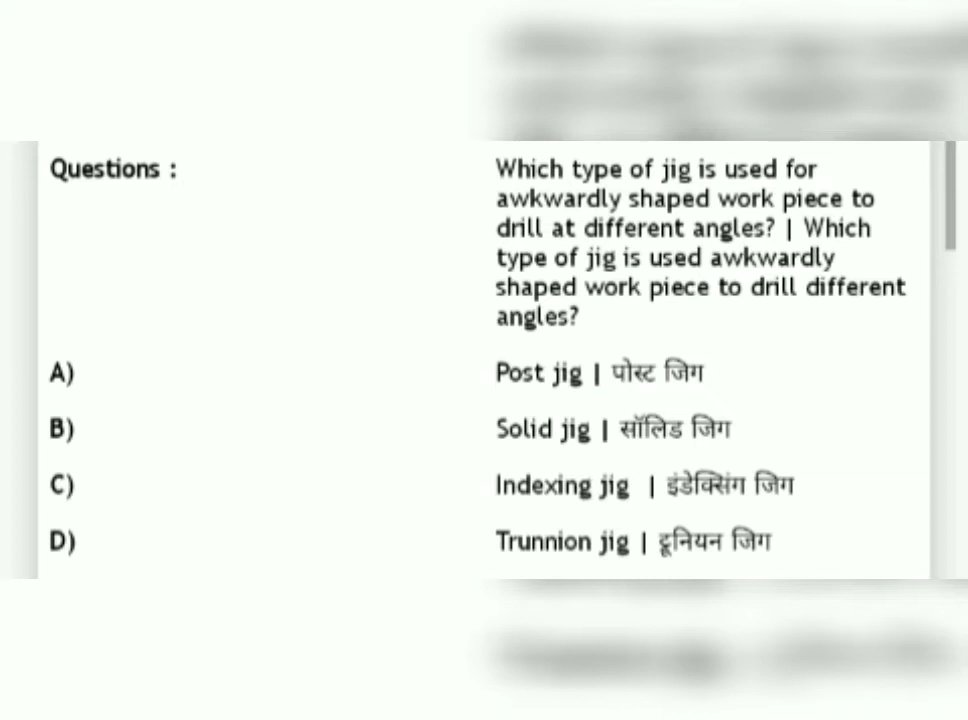 Questions :
Which type of jig is used for
awkwardly shaped work piece to
drill at different angles? | Which
type of jig is used awkwardly
shaped work piece to drill different
angles?
A) Post jig | पोस्ट जिग
B) Solid jig | सॉलिड जिग
C) Indexing jig | इंडेक्सिंग जिग
D) Trunnion jig | ट्रूनियन जिग